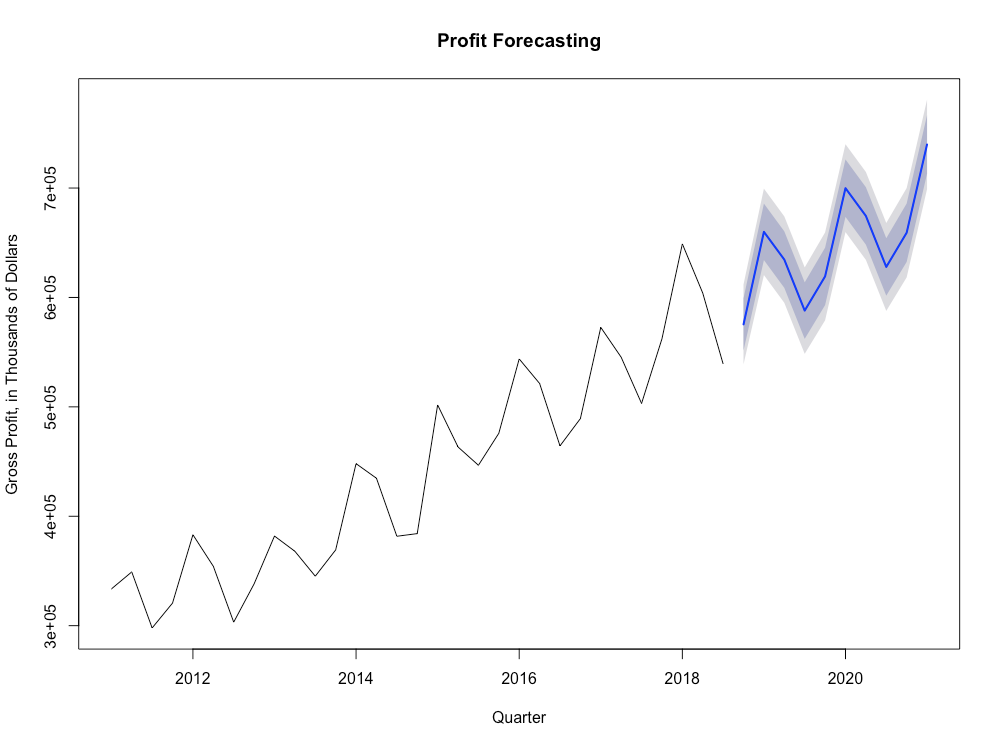 Profit Forecasting
Gross Profit, in Thousands of Dollars
7e+05
6e+05
5e+05
4e+05
3e+05
2012 2014 2016 2018 2020
Quarter